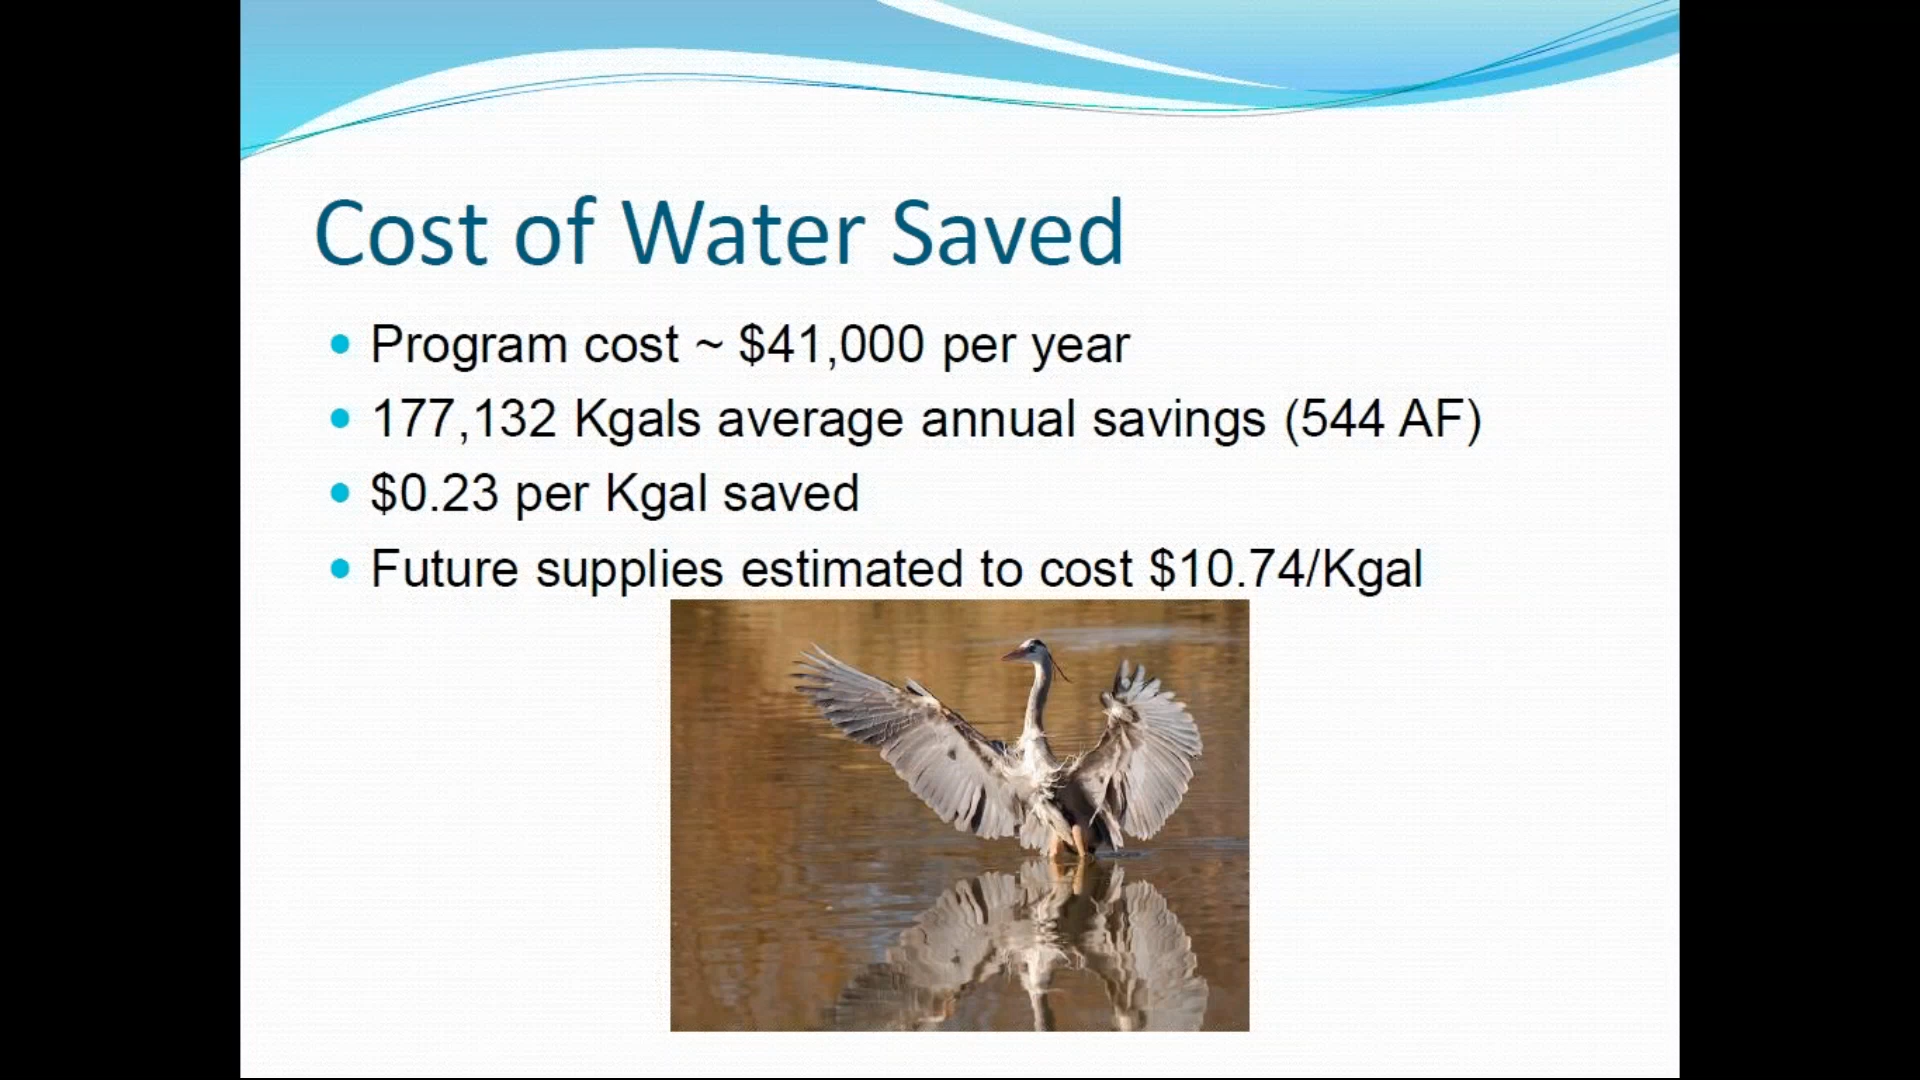 Cost of Water Saved
• Program cost ~ $41,000 per year
• 177,132 Kgals average annual savings (544 AF)
• $0.23 per Kgal saved
• Future supplies estimated to cost $10.74/Kgal